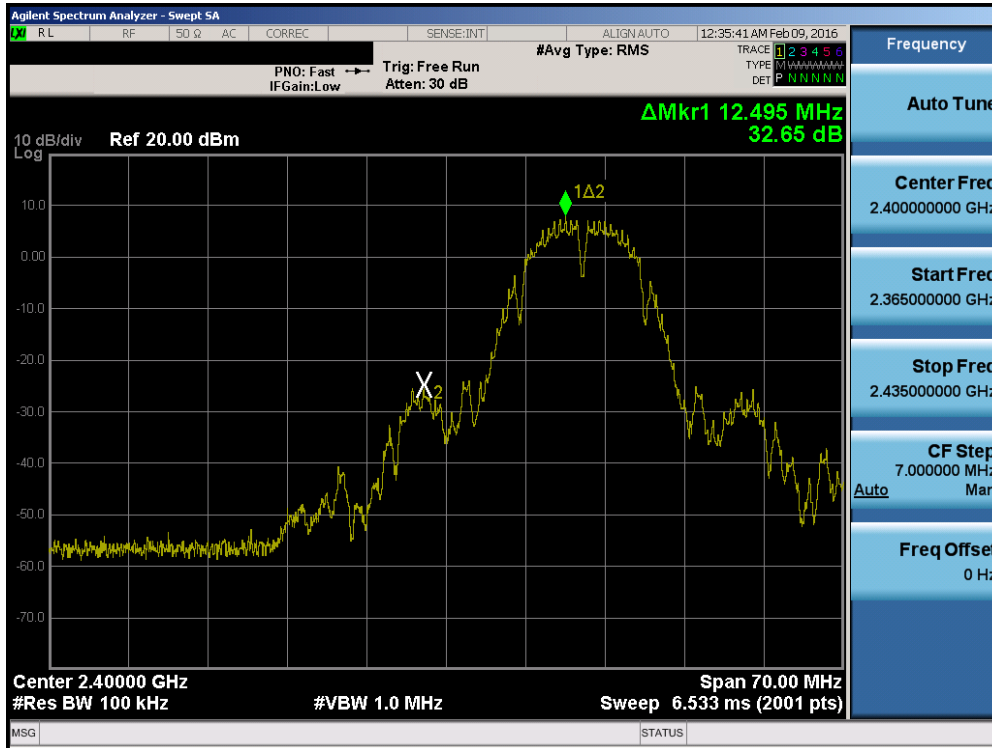 Agilent Spectrum Analyzer - Swept SA
LXI RL RF 50 Ω AC CORREC SENSE:INT ALIGN AUTO 12:35:41 AM Feb 09, 2016
#Avg Type: RMS
TRACE 1 2 3 4 5 6
TYPE M
DET P N N N N N
PNO: Fast
IFGain:Low
Trig: Free Run
Atten: 30 dB
ΔMkr1 12.495 MHz
32.65 dB
10 dB/div
Log
Ref 20.00 dBm
1Δ2
10.0
0.00
-10.0
-20.0
2
-30.0
-40.0
-50.0
-60.0
-70.0
Center 2.40000 GHz
Span 70.00 MHz
#Res BW 100 kHz
#VBW 1.0 MHz
Sweep 6.533 ms (2001 pts)
MSG
STATUS
Frequency
Auto Tune
Center Freq
2.400000000 GHz
Start Freq
2.365000000 GHz
Stop Freq
2.435000000 GHz
CF Step
7.000000 MHz
Auto Man
Freq Offset
0 Hz